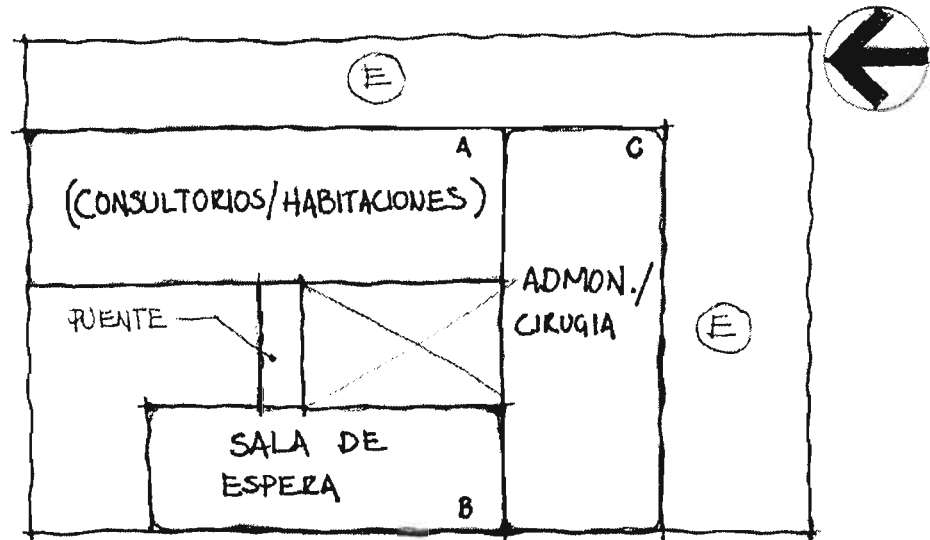 E
A
C
(CONSULTORIOS/HABITACIONES)
ADMON./
CIRUGIA
PUENTE
E
SALA DE
ESPERA
B